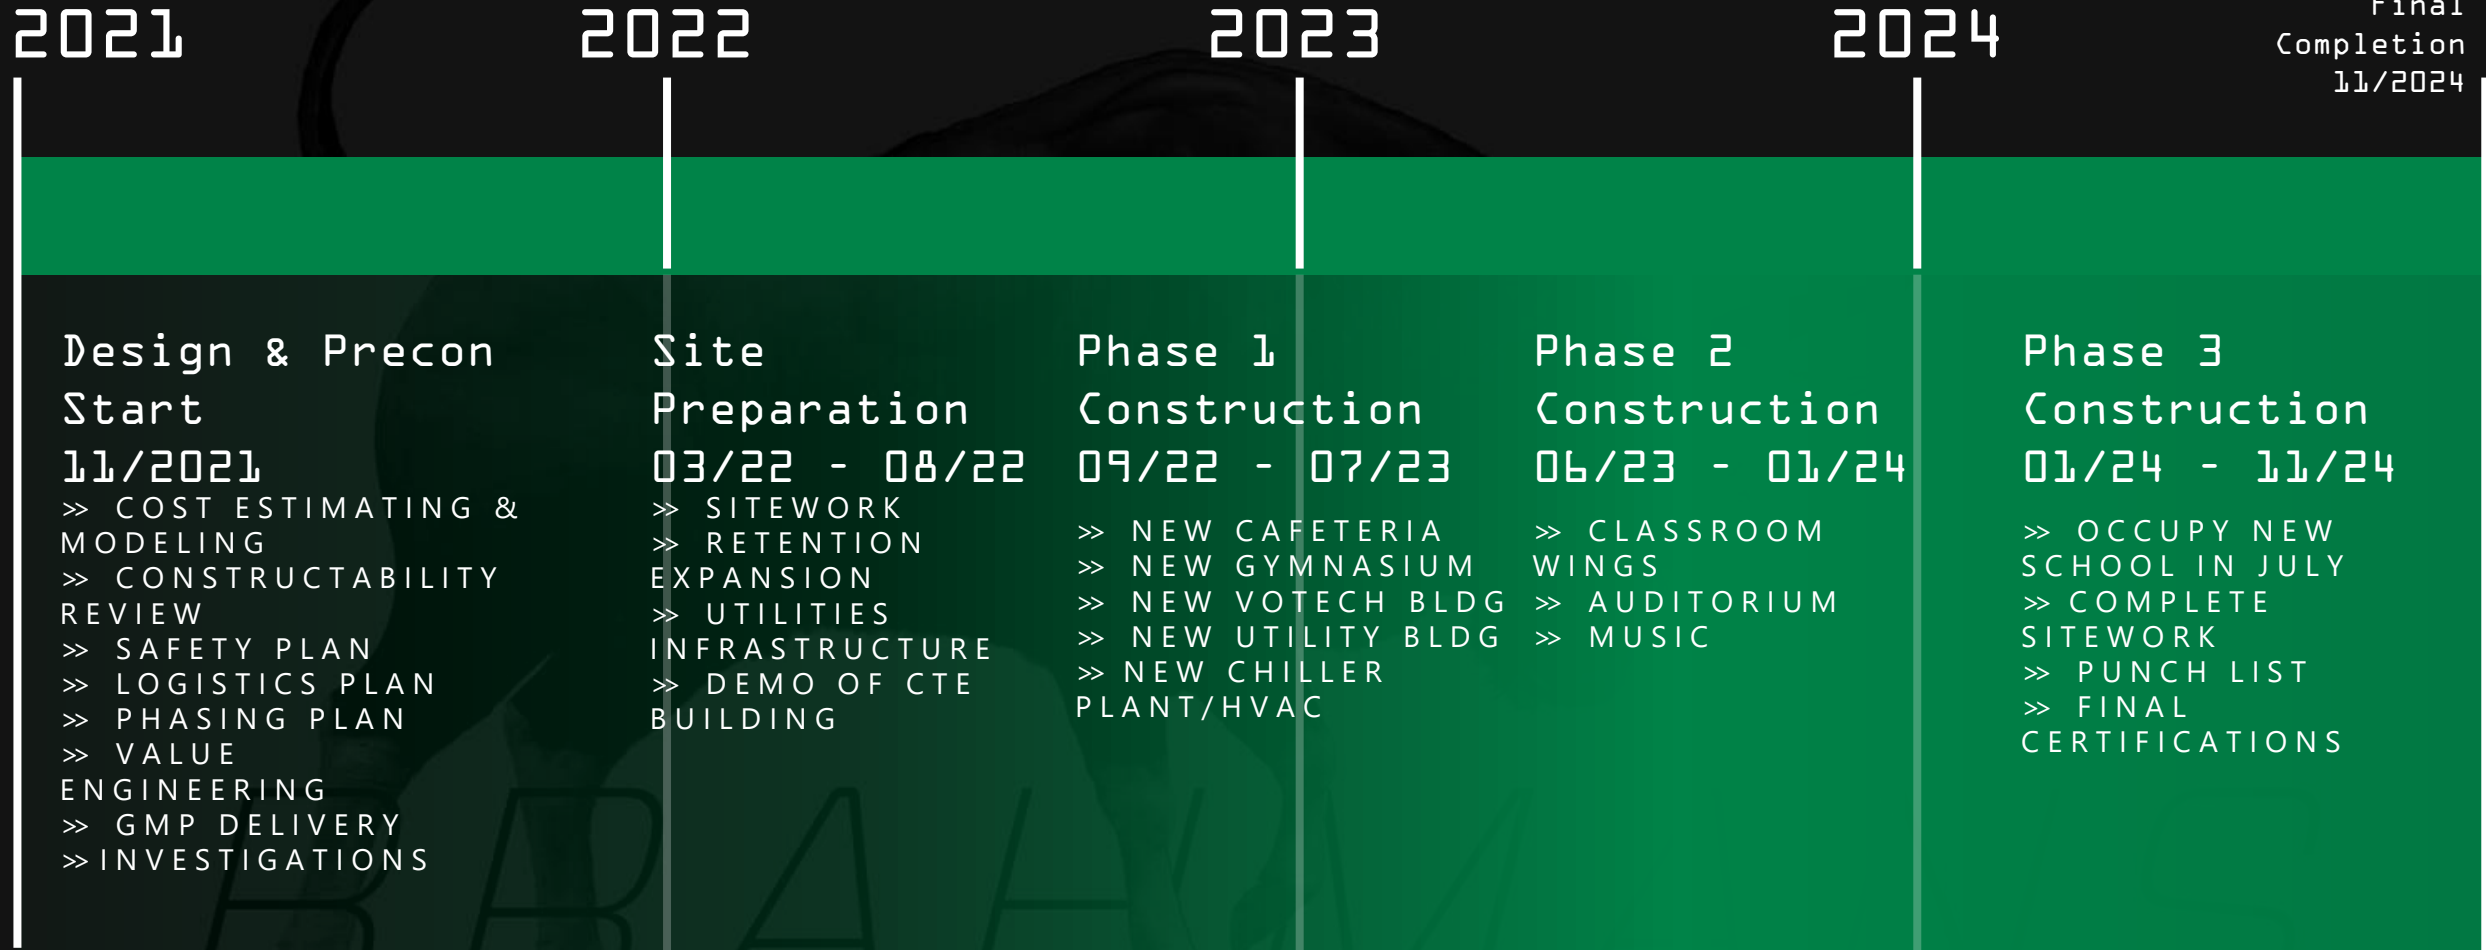 2021
2022
2023
2024
Final
Completion
11/2024
Design & Precon
Start
11/2021
>> COST ESTIMATING &
MODELING
>> CONSTRUCTABILITY
REVIEW
>> SAFETY PLAN
>> LOGISTICS PLAN
>> PHASING PLAN
>> VALUE
ENGINEERING
>> GMP DELIVERY
>> INVESTIGATIONS
Site
Preparation
03/22 - 08/22
>> SITEWORK
>> RETENTION
EXPANSION
>> UTILITIES
INFRASTRUCTURE
>> DEMO OF CTE
BUILDING
Phase 1
Construction
09/22 - 07/23
>> NEW CAFETERIA
>> NEW GYMNASIUM
>> NEW VOTECH BLDG
>> NEW UTILITY BLDG
>> NEW CHILLER
PLANT/HVAC
Phase 2
Construction
06/23 - 01/24
>> CLASSROOM
WINGS
>> AUDITORIUM
>> MUSIC
Phase 3
Construction
01/24 - 11/24
>> OCCUPY NEW
SCHOOL IN JULY
>> COMPLETE
SITEWORK
>> PUNCH LIST
>> FINAL
CERTIFICATIONS
BRAHMAS